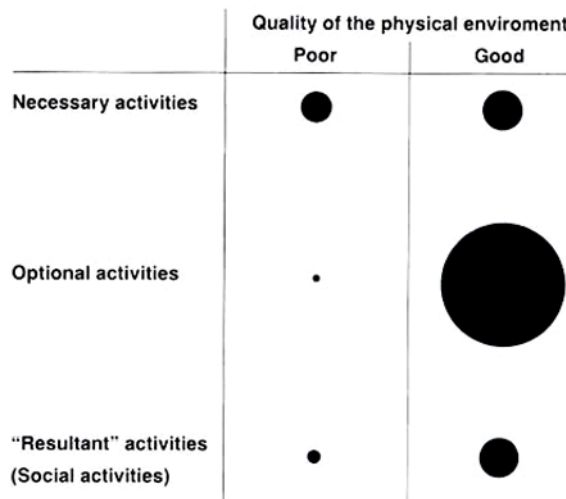 Quality of the physical enviroment
Poor Good
Necessary activities
Optional activities
“Resultant” activities
(Social activities)